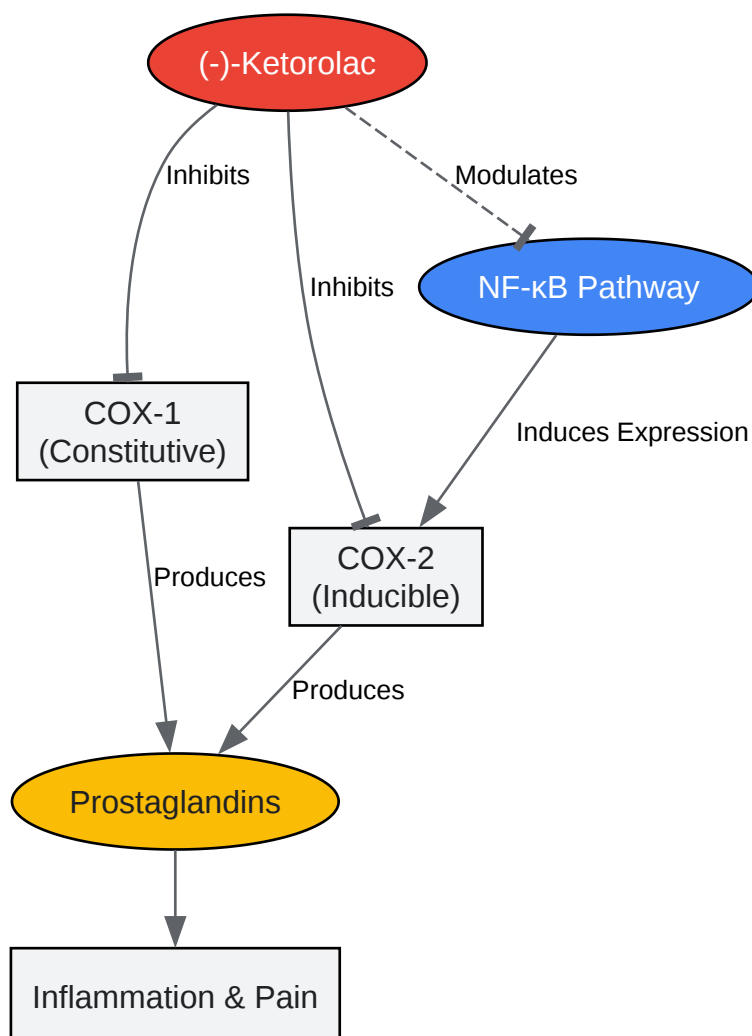 (-)-Ketorolac
Inhibits
Modulates
Inhibits
NF-κB Pathway
COX-1
(Constitutive)
Induces Expression
COX-2
(Inducible)
Produces
Produces
Prostaglandins
Inflammation & Pain